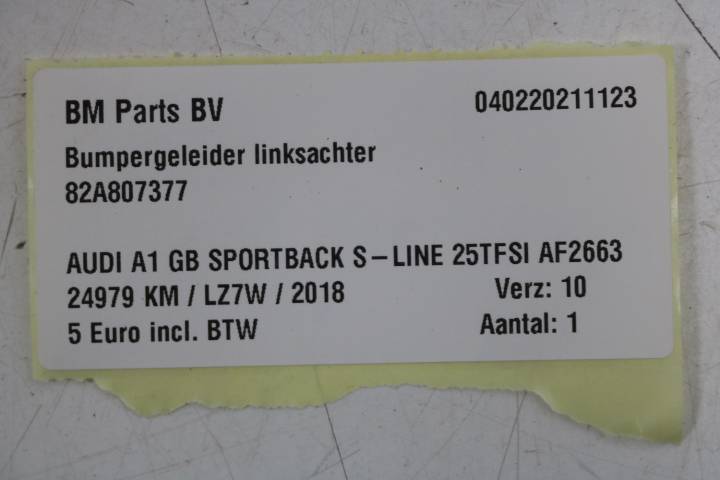 BM Parts BV 040220211123
Bumpergeleider linksachter
82A807377
AUDI A1 GB SPORTBACK S-LINE 25TFSI AF2663
24979 KM / LZ7W / 2018 Verz: 10
5 Euro incl. BTW Aantal: 1